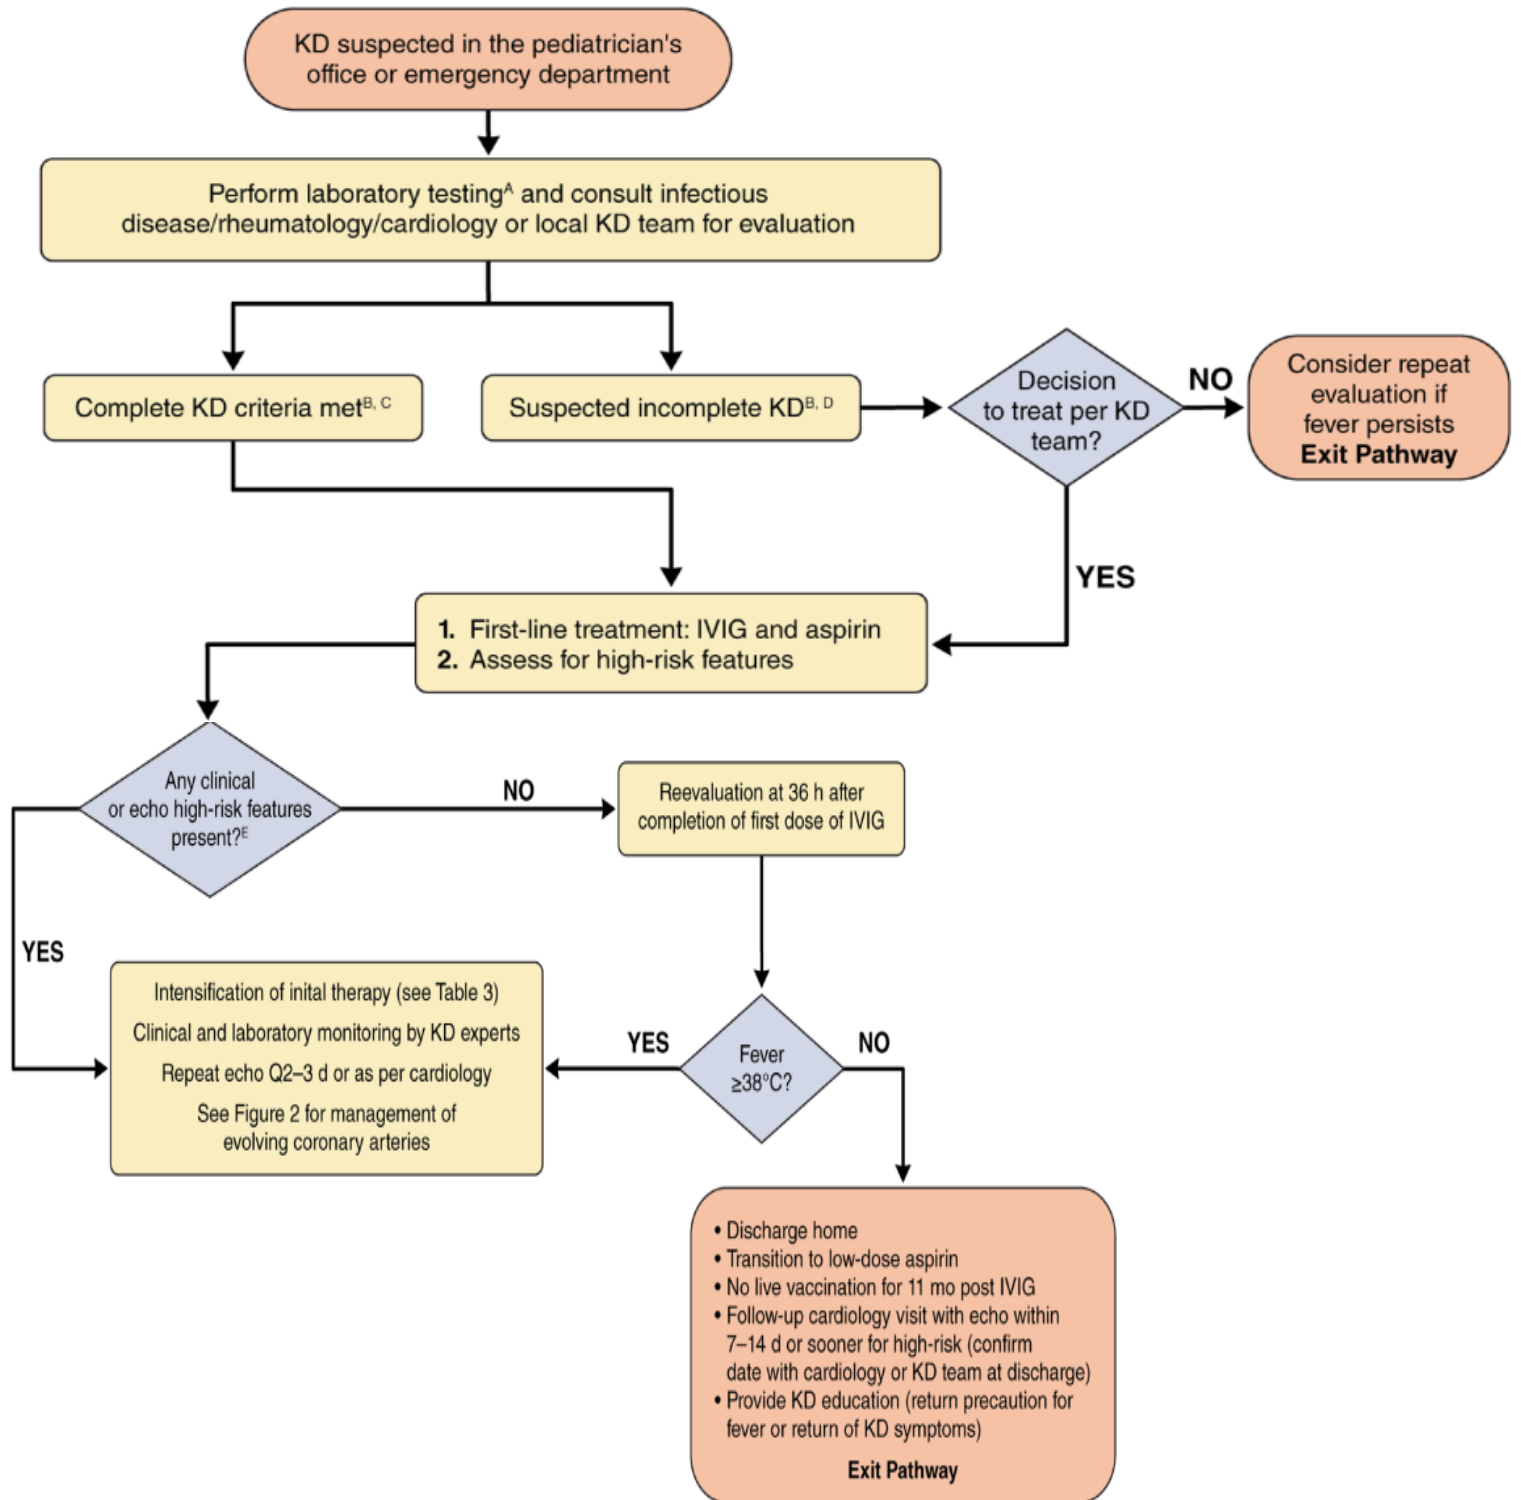 KD suspected in the pediatrician's
office or emergency department
Perform laboratory testingᴬ and consult infectious
disease/rheumatology/cardiology or local KD team for evaluation
Complete KD criteria metᴮ, ᶜ
Suspected incomplete KDᴮ, ᴰ
Decision
to treat per KD
team?
NO
Consider repeat
evaluation if
fever persists
Exit Pathway
YES
1. First-line treatment: IVIG and aspirin
2. Assess for high-risk features
Any clinical
or echo high-risk features
present?ᴱ
NO
Reevaluation at 36 h after
completion of first dose of IVIG
YES
Intensification of inital therapy (see Table 3)
Clinical and laboratory monitoring by KD experts
Repeat echo Q2–3 d or as per cardiology
See Figure 2 for management of
evolving coronary arteries
YES
Fever
≥38°C?
NO
• Discharge home
• Transition to low-dose aspirin
• No live vaccination for 11 mo post IVIG
• Follow-up cardiology visit with echo within
7–14 d or sooner for high-risk (confirm
date with cardiology or KD team at discharge)
• Provide KD education (return precaution for
fever or return of KD symptoms)
Exit Pathway